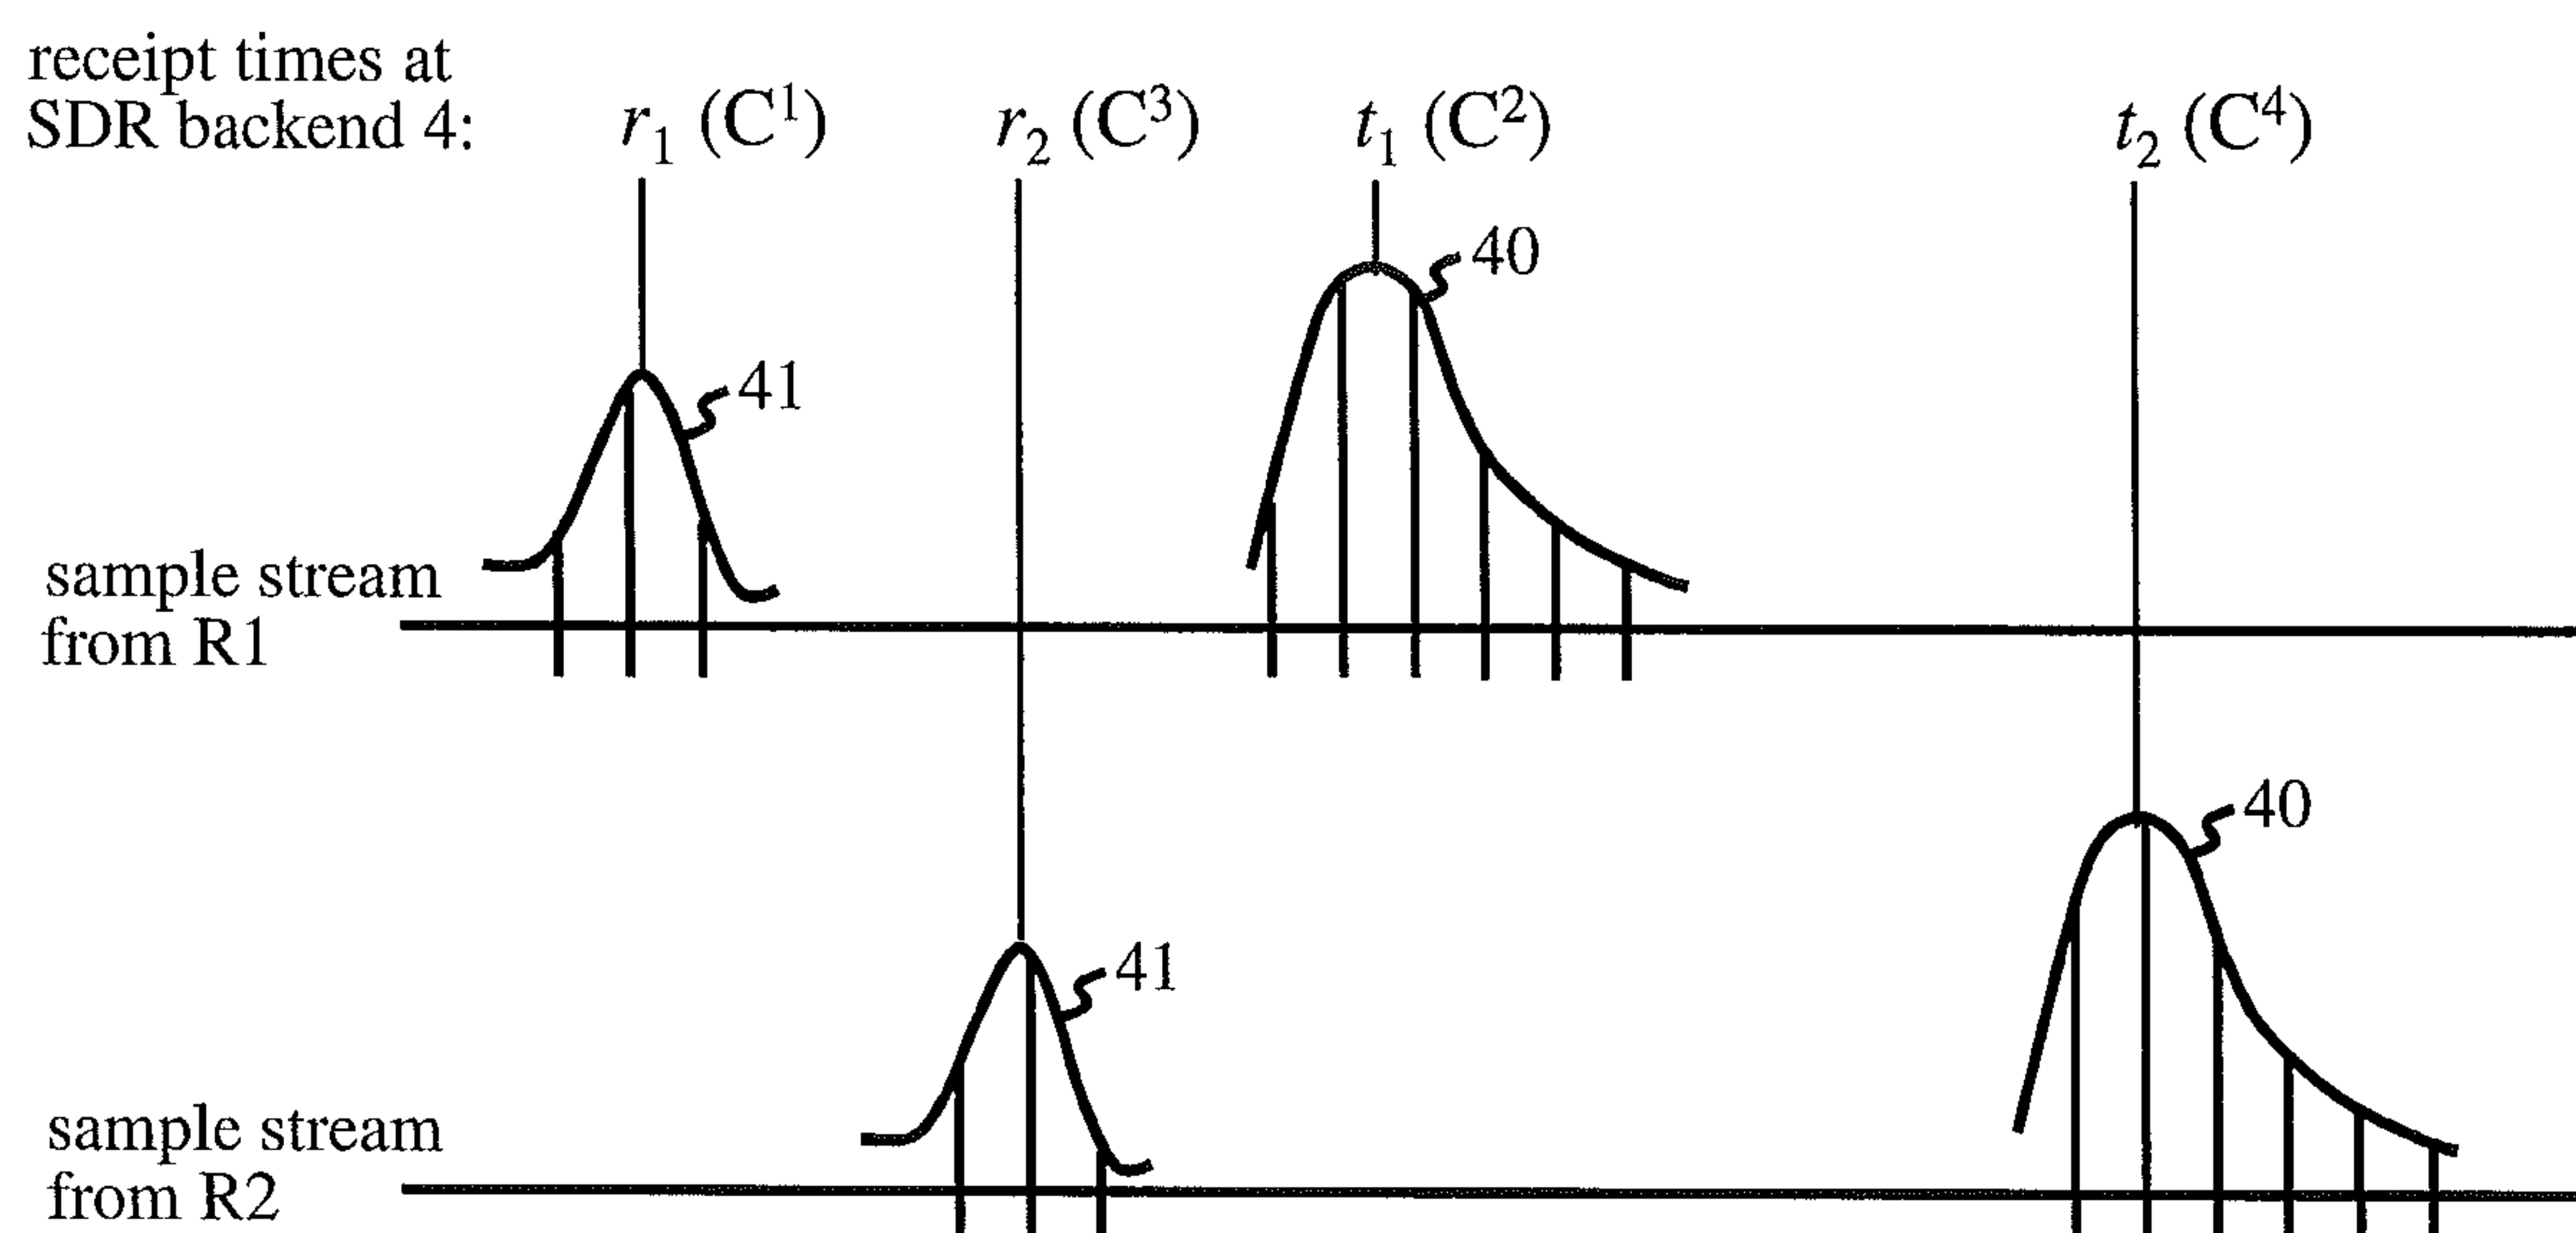 receipt times at
SDR backend 4:
r₁ (C¹)
r₂ (C³)
t₁ (C²)
t₂ (C⁴)
40
41
sample stream
from R1
40
41
sample stream
from R2